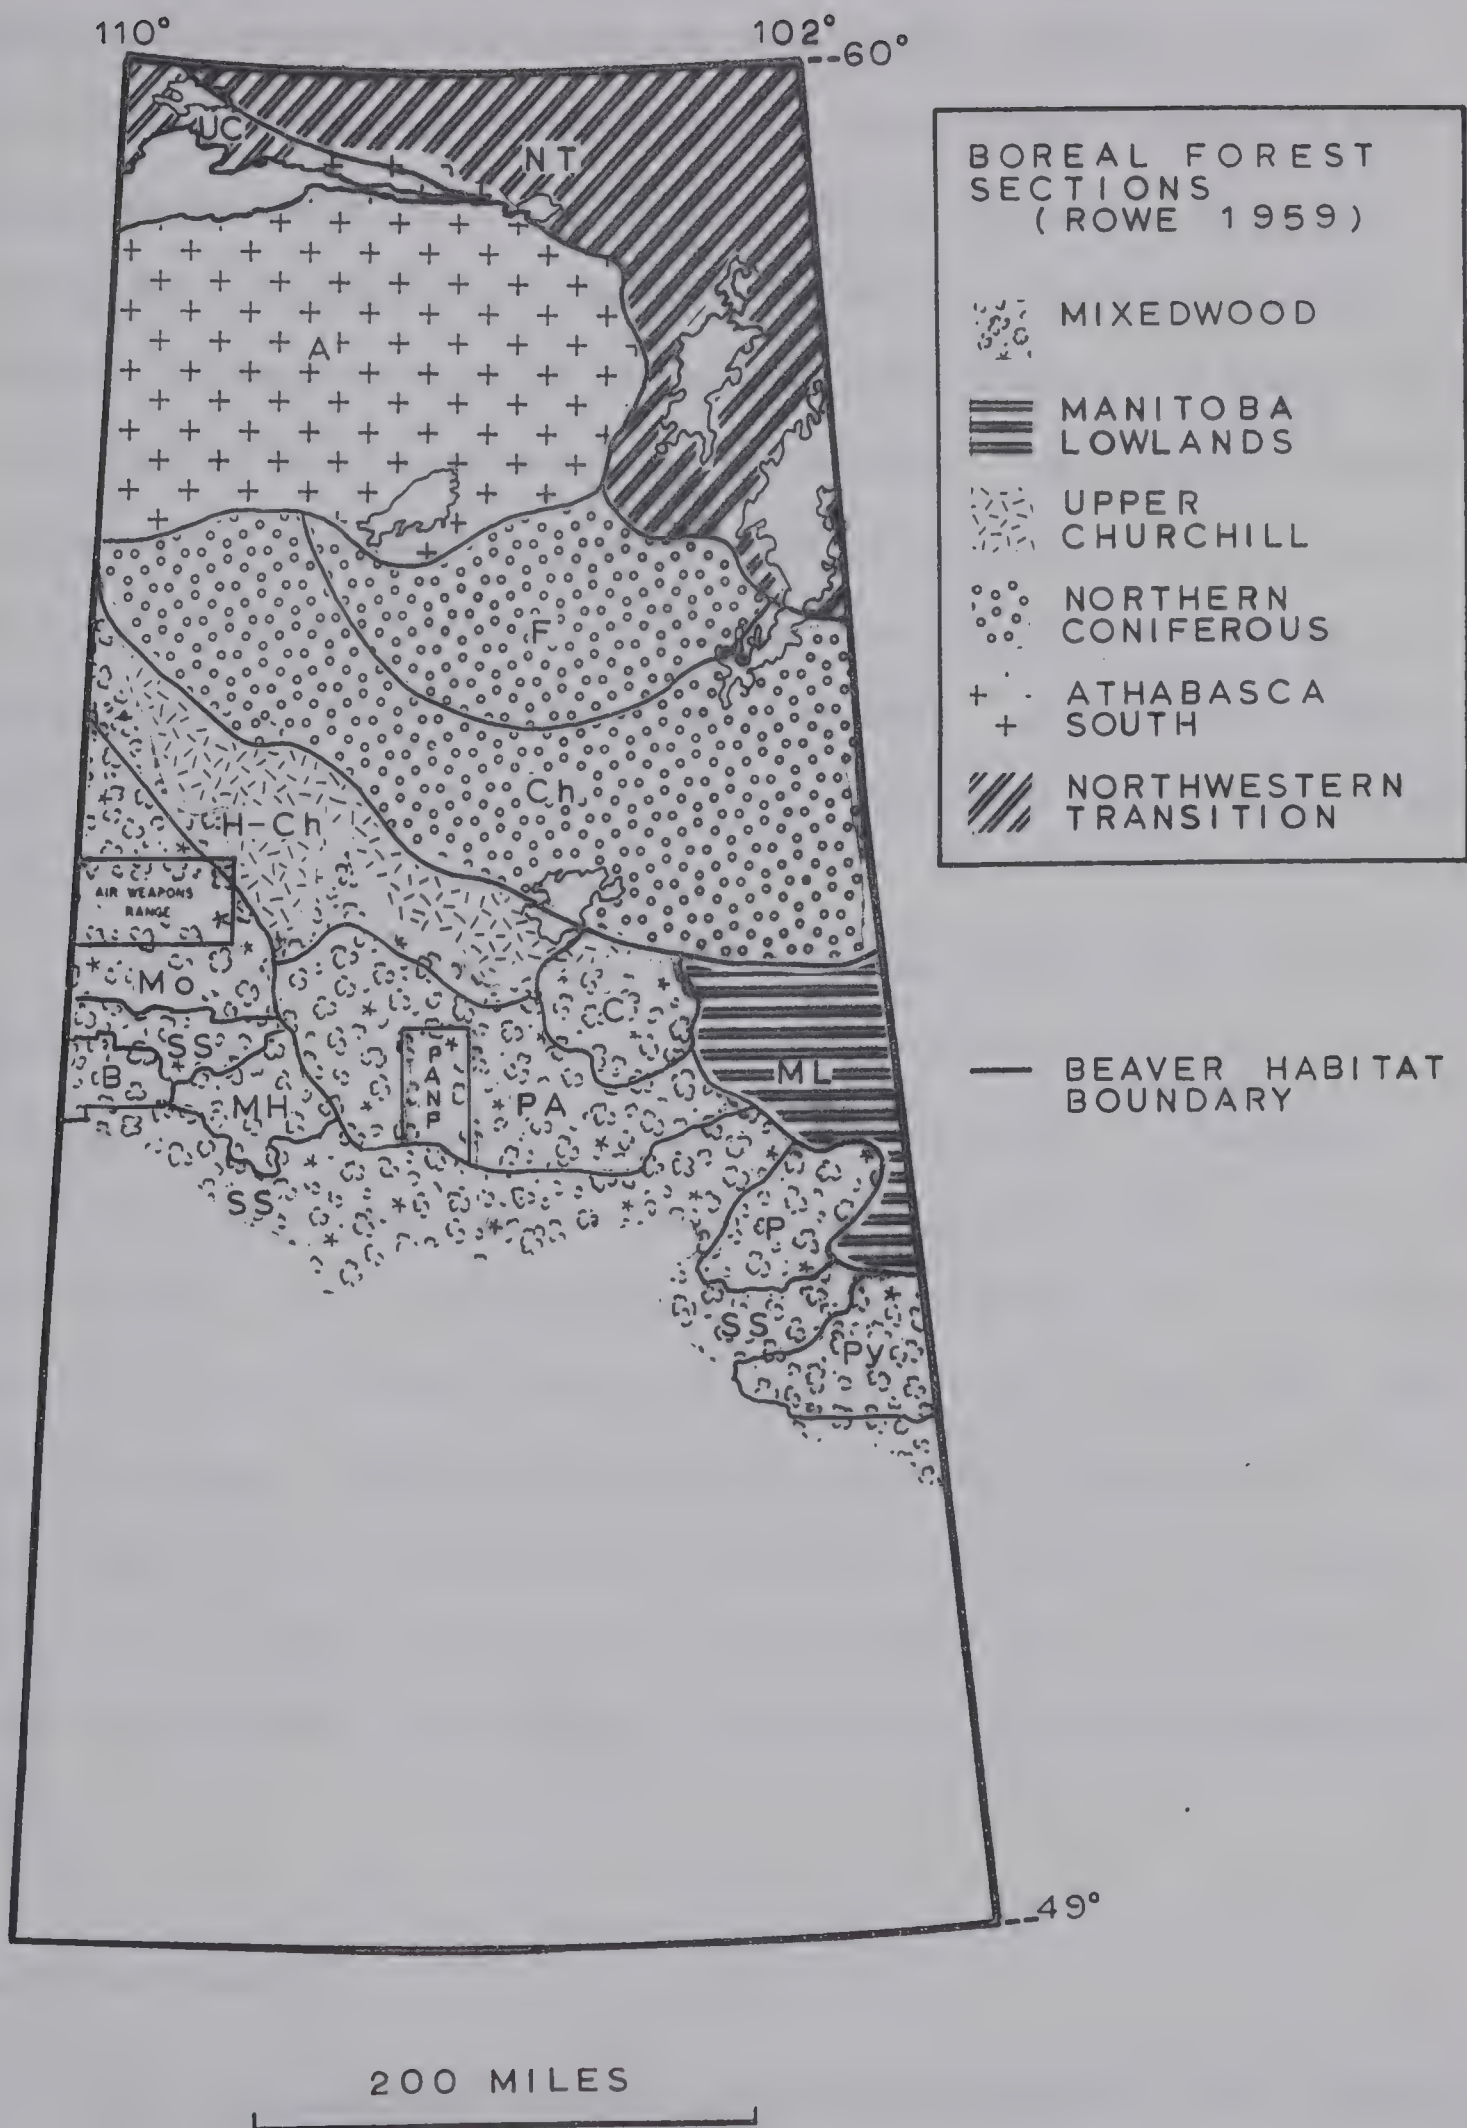 110°
102°
60°
UC
NT
A
F
Ch
H-Ch
AIR WEAPONS
RANGE
Mo
SS
B
MH
PANP
PA
C
ML
SS
P
SS
Py
49°
BOREAL FOREST
SECTIONS
(ROWE 1959)
MIXEDWOOD
MANITOBA
LOWLANDS
UPPER
CHURCHILL
NORTHERN
CONIFEROUS
ATHABASCA
SOUTH
NORTHWESTERN
TRANSITION
BEAVER HABITAT
BOUNDARY
200 MILES